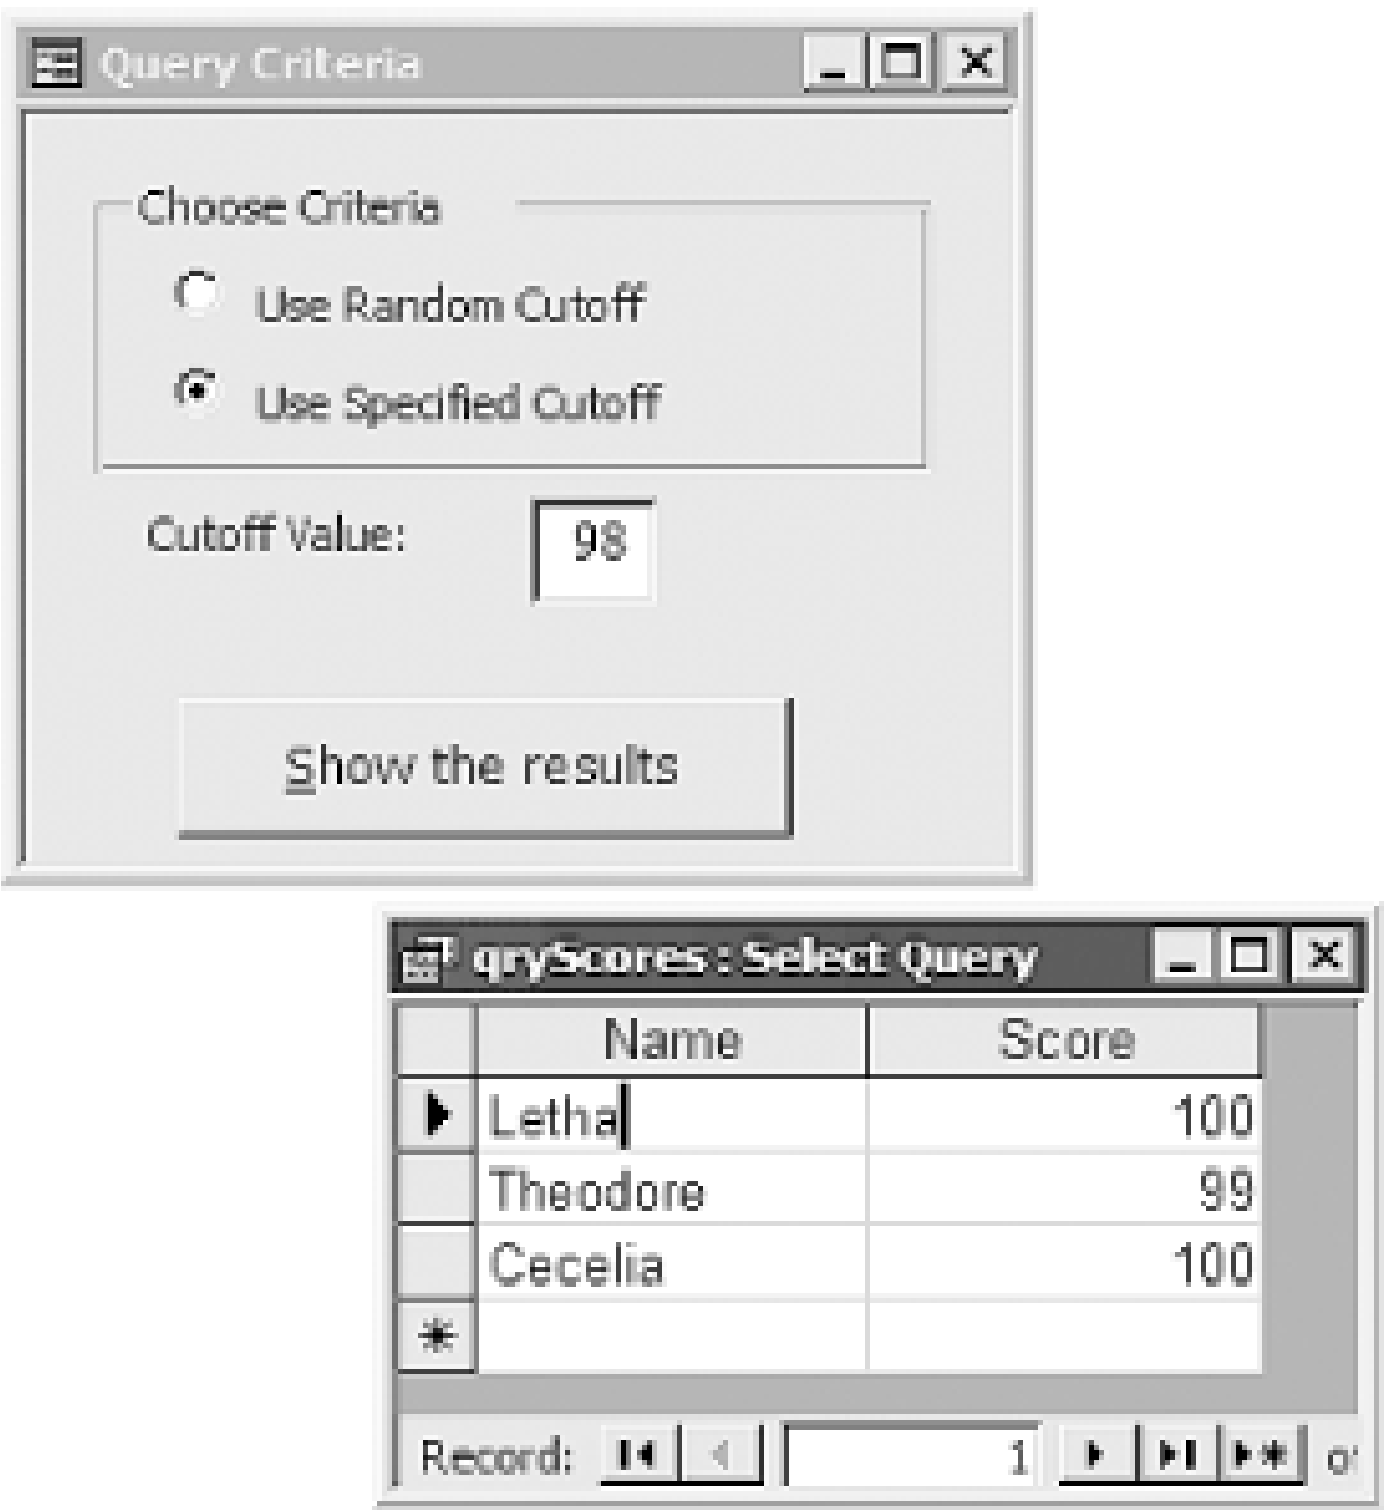 Query Criteria
Choose Criteria
Use Random Cutoff
Use Specified Cutoff
Cutoff Value: 98
Show the results
qryScores : Select Query
Name Score
Letha 100
Theodore 99
Cecelia 100
Record: 1